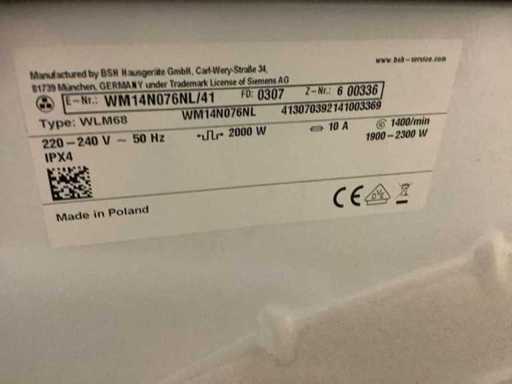 www.bsh-service.com
Manufactured by BSH Hausgeräte GmbH, Carl-Wery-Straße 34,
81739 München, GERMANY under Trademark License of Siemens AG
E-Nr.: WM14N076NL/41 FD: 0307 Z-Nr.: 6 00336
Type: WLM68 WM14N076NL 413070392141003369
220-240 V ~ 50 Hz 2000 W 10 A 1400/min
IPX4 1900-2300 W
CE
Made in Poland